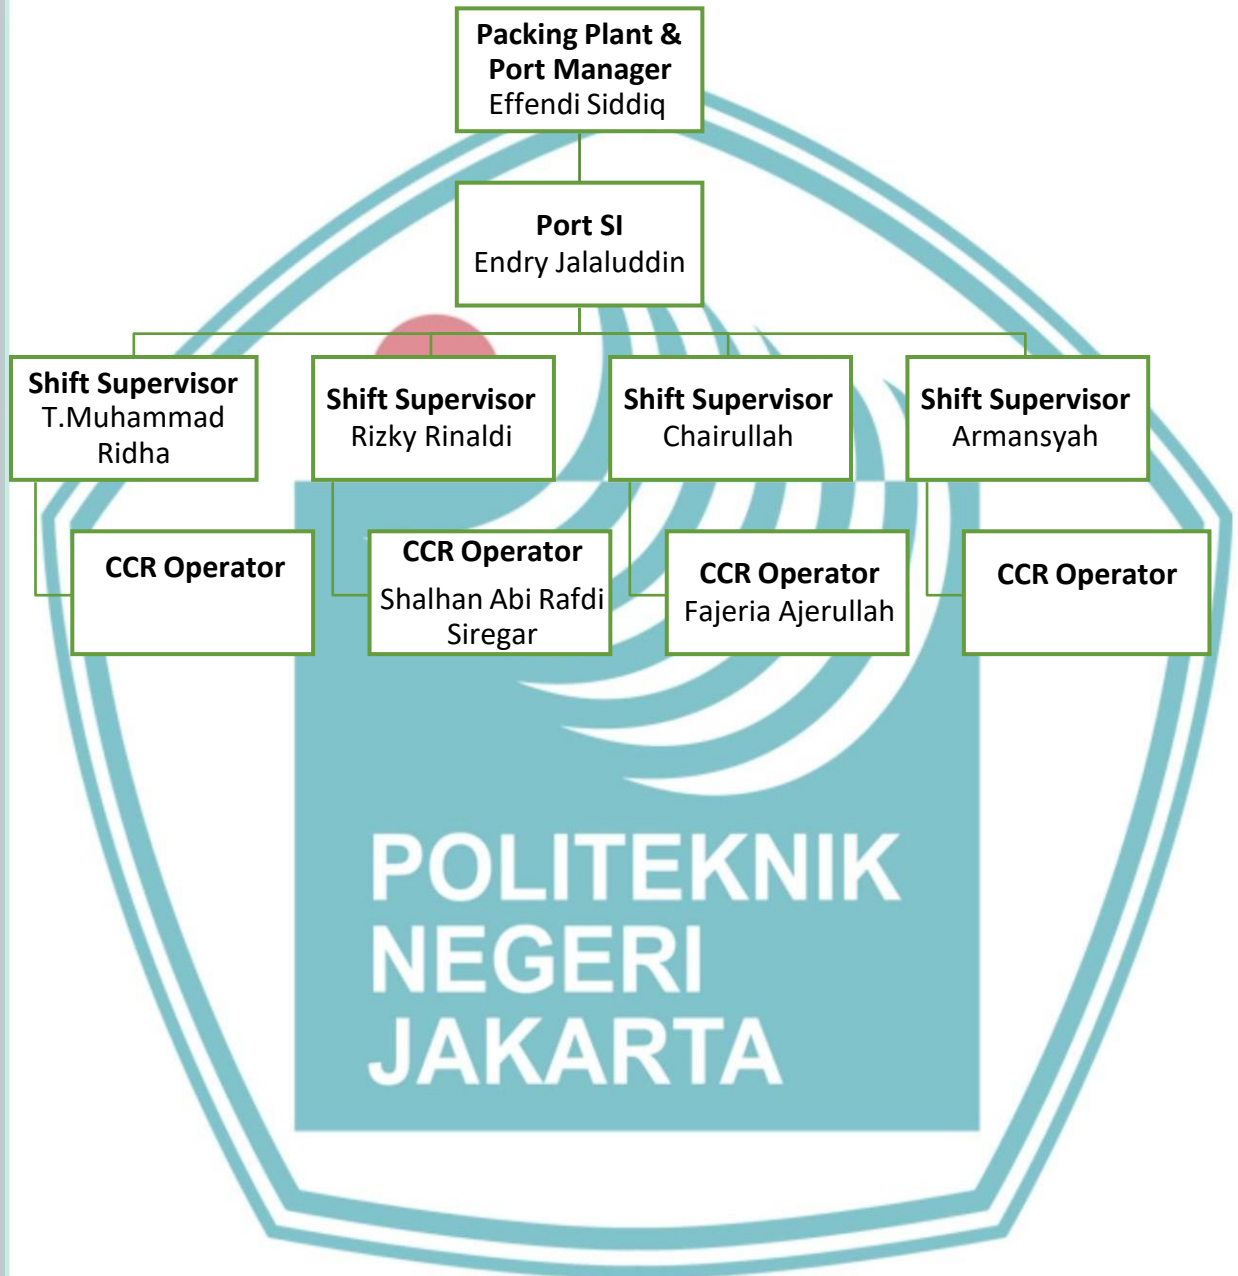 Packing Plant &
Port Manager
Effendi Siddiq
Port SI
Endry Jalaluddin
Shift Supervisor
T.Muhammad
Ridha
Shift Supervisor
Rizky Rinaldi
Shift Supervisor
Chairullah
Shift Supervisor
Armansyah
CCR Operator
CCR Operator
Shalhan Abi Rafdi
Siregar
CCR Operator
Fajeria Ajerullah
CCR Operator
POLITEKNIK
NEGERI
JAKARTA